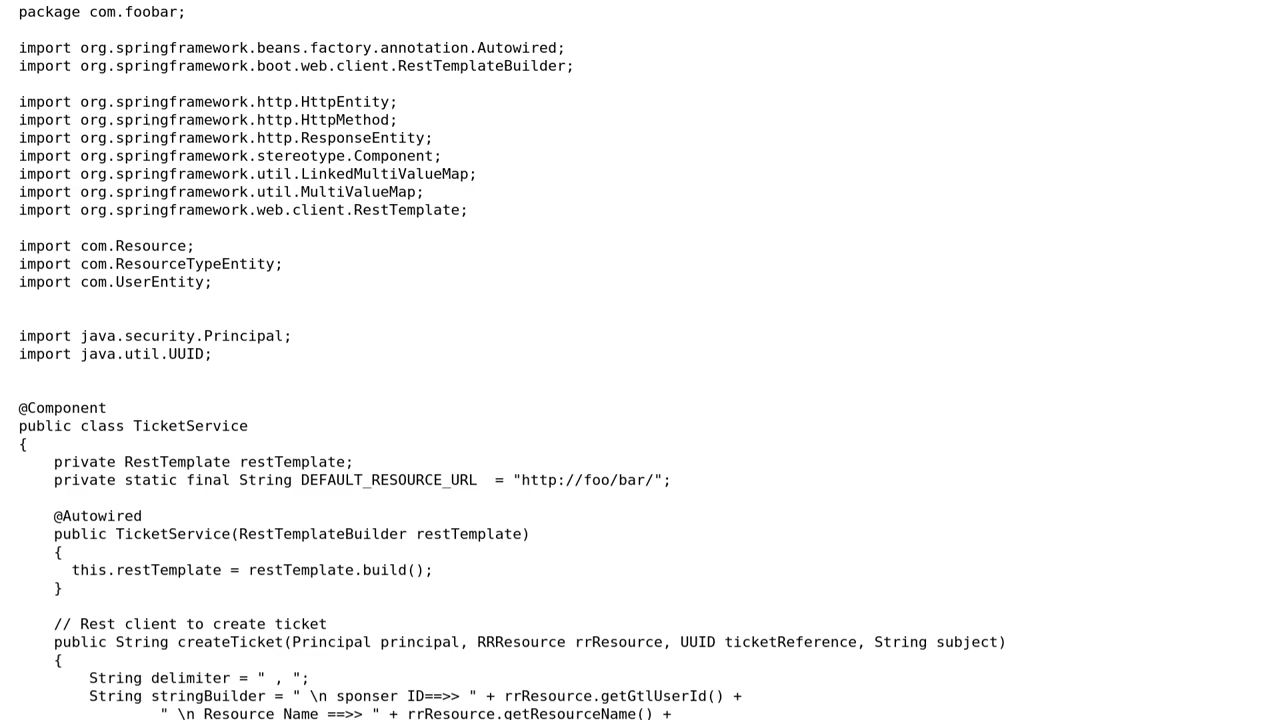 package com.foobar;
import org.springframework.beans.factory.annotation.Autowired;
import org.springframework.boot.web.client.RestTemplateBuilder;
import org.springframework.http.HttpEntity;
import org.springframework.http.HttpMethod;
import org.springframework.http.ResponseEntity;
import org.springframework.stereotype.Component;
import org.springframework.util.LinkedMultiValueMap;
import org.springframework.util.MultiValueMap;
import org.springframework.web.client.RestTemplate;
import com.Resource;
import com.ResourceTypeEntity;
import com.UserEntity;
import java.security.Principal;
import java.util.UUID;
@Component
public class TicketService
{
    private RestTemplate restTemplate;
    private static final String DEFAULT_RESOURCE_URL  = "http://foo/bar/";
    @Autowired
    public TicketService(RestTemplateBuilder restTemplate)
    {
      this.restTemplate = restTemplate.build();
    }
    // Rest client to create ticket
    public String createTicket(Principal principal, RRResource rrResource, UUID ticketReference, String subject)
    {
        String delimiter = " , ";
        String stringBuilder = " \n sponser ID==>> " + rrResource.getGtlUserId() +
                " \n Resource Name ==>> " + rrResource.getResourceName() +